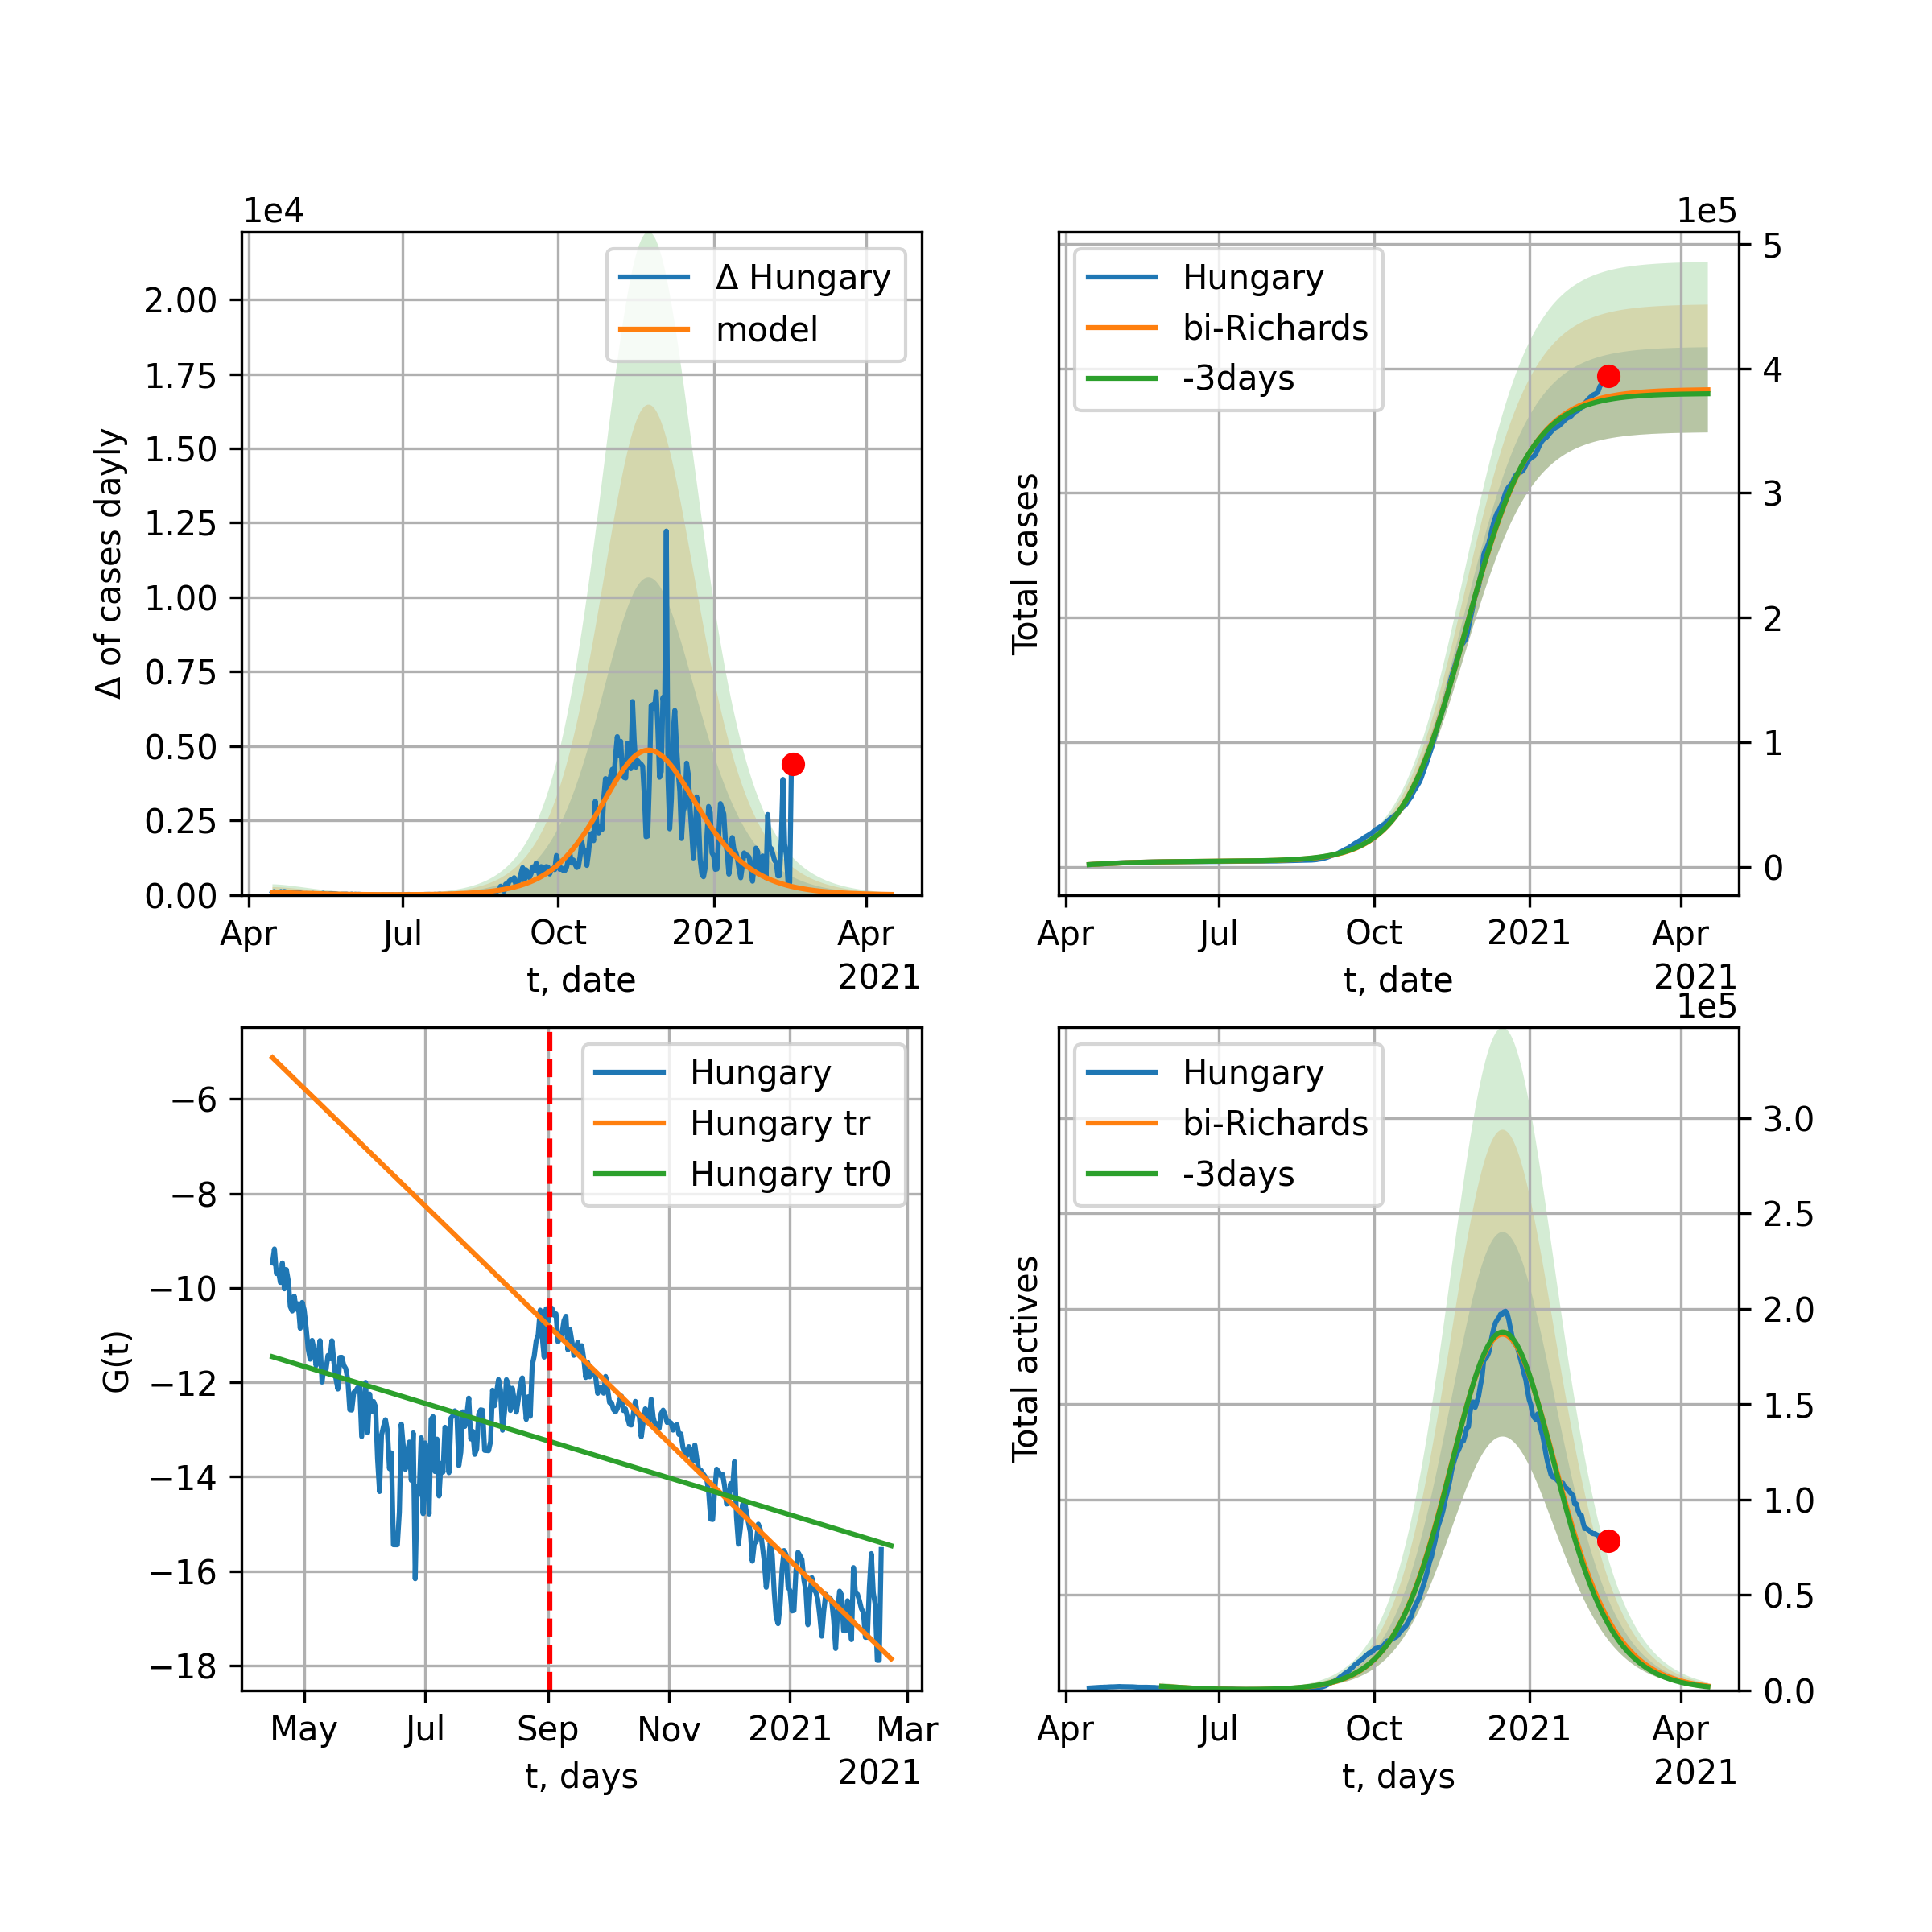 1e4
Δ Hungary
model
2.00
1.75
1.50
1.25
1.00
0.75
0.50
0.25
0.00
Δ of cases dayly
Apr Jul Oct 2021 Apr
t, date
2021
1e5
Hungary
bi-Richards
-3days
5
4
3
2
1
0
Total cases
Apr Jul Oct 2021 Apr
t, date
2021
Hungary
Hungary tr
Hungary tr0
−6
−8
−10
−12
−14
−16
−18
G(t)
May Jul Sep Nov 2021 Mar
t, days
2021
1e5
Hungary
bi-Richards
-3days
3.0
2.5
2.0
1.5
1.0
0.5
0.0
Total actives
Apr Jul Oct 2021 Apr
t, days
2021